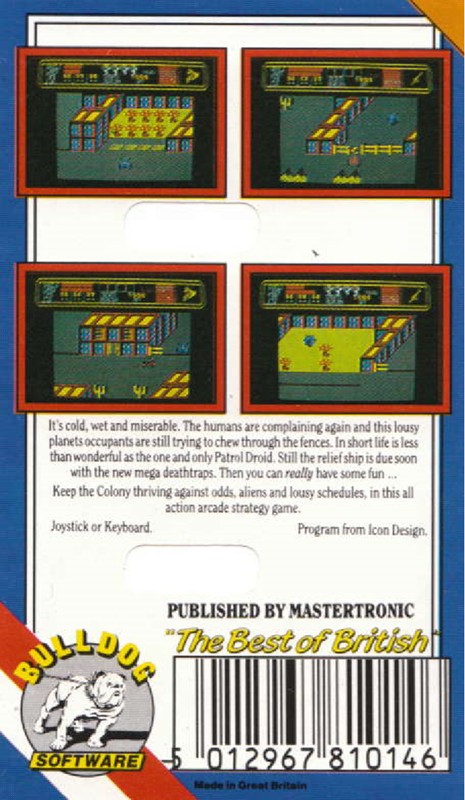 It's cold, wet and miserable. The humans are complaining again and this lousy
planets occupants are still trying to chew through the fences. In short life is less
than wonderful as the one and only Patrol Droid. Still the relief ship is due soon
with the new mega deathtraps. Then you can really have some fun ...
Keep the Colony thriving against odds, aliens and lousy schedules, in this all
action arcade strategy game.
Joystick or Keyboard. Program from Icon Design.
PUBLISHED BY MASTERTRONIC
"The Best of British"
BULLDOG
SOFTWARE
5 012967 810146
Made in Great Britain